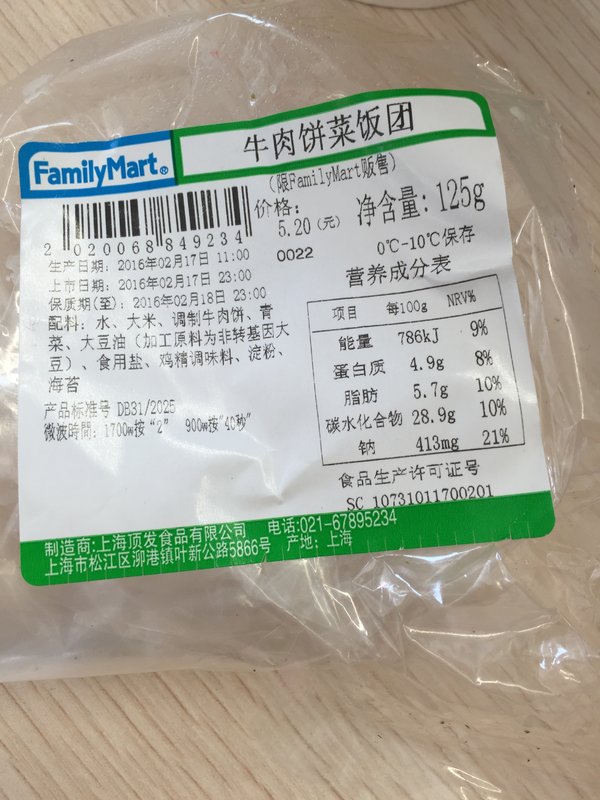 FamilyMart®
牛肉饼菜饭团
(限FamilyMart贩售)
2 020068 849234
价格:
5.20 (元)
净含量: 125g
0022
0℃-10℃保存
生产日期: 2016年02月17日 11:00
上市日期: 2016年02月17日 23:00
保质期(至): 2016年02月18日 23:00
配料: 水、大米、调制牛肉饼、青
菜、大豆油(加工原料为非转基因大
豆)、食用盐、鸡精调味料、淀粉、
海苔
产品标准号 DB31/2025
微波時間: 1700w按“2” 900w按"40秒"
营养成分表
项目 每100g NRV%
能量 786kJ 9%
蛋白质 4.9g 8%
脂肪 5.7g 10%
碳水化合物 28.9g 10%
钠 413mg 21%
食品生产许可证号
SC 10731011700201
制造商:上海顶发食品有限公司 电话:021-67895234
上海市松江区泖港镇叶新公路5866号 产地: 上海